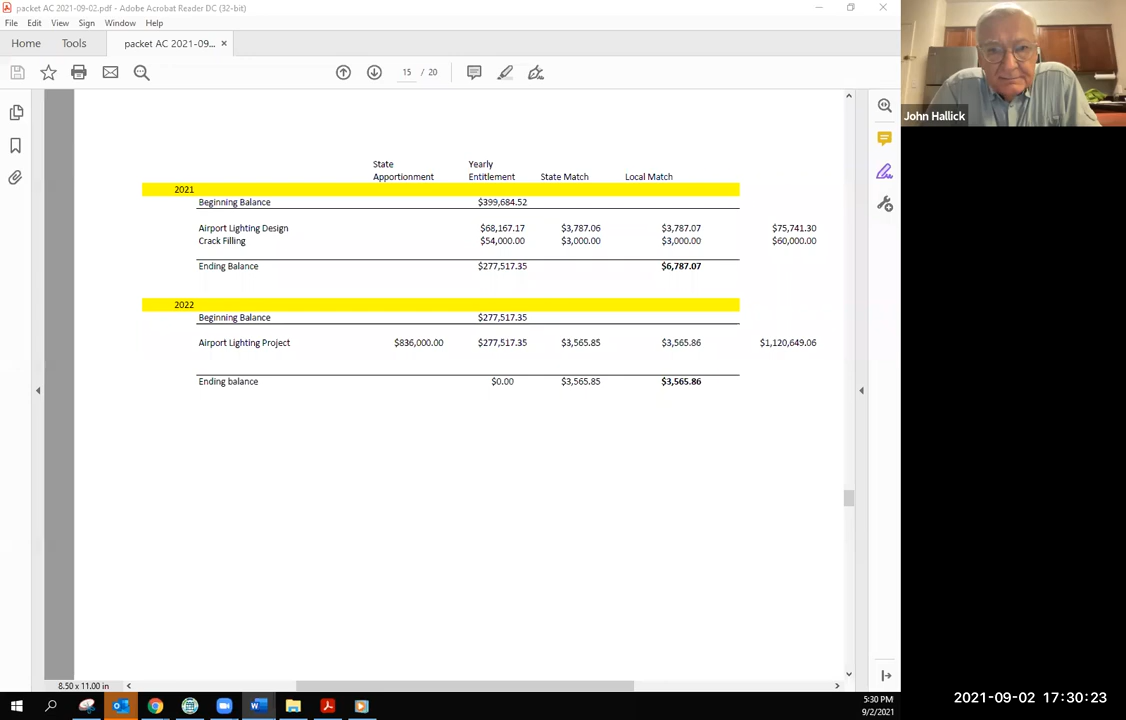 packet AC 2021-09-02.pdf - Adobe Acrobat Reader DC (32-bit)
File Edit View Sign Window Help
Home Tools packet AC 2021-09... ×
15 / 20
State Yearly
Apportionment Entitlement State Match Local Match
2021
Beginning Balance $399,684.52
Airport Lighting Design $68,167.17 $3,787.06 $3,787.07 $75,741.30
Crack Filling $54,000.00 $3,000.00 $3,000.00 $60,000.00
Ending Balance $277,517.35 $6,787.07
2022
Beginning Balance $277,517.35
Airport Lighting Project $836,000.00 $277,517.35 $3,565.85 $3,565.86 $1,120,649.06
Ending balance $0.00 $3,565.85 $3,565.86
8.50 x 11.00 in
John Hallick
5:30 PM
9/2/2021
2021-09-02 17:30:23